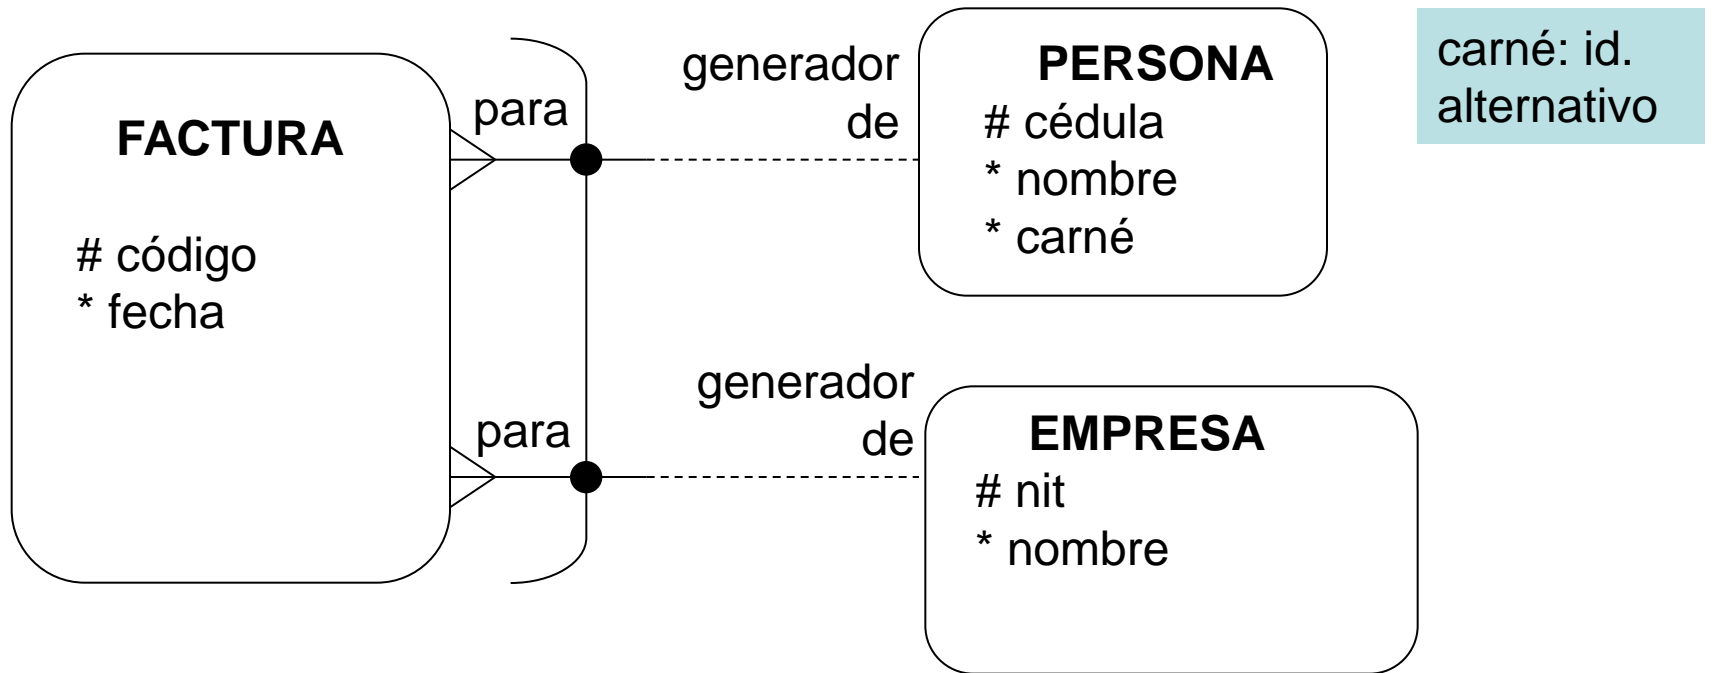 FACTURA
# código
* fecha
para
generador
de
PERSONA
# cédula
* nombre
* carné
carné: id.
alternativo
para
generador
de
EMPRESA
# nit
* nombre